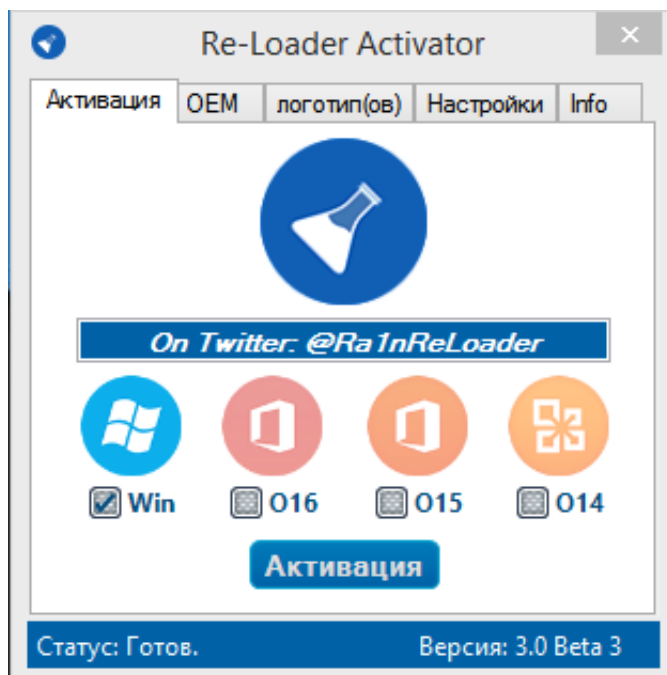 Re-Loader Activator
Активация OEM логотип(ов) Настройки Info
On Twitter: @Ra1nReLoader
Win O16 O15 O14
Активация
Статус: Готов. Версия: 3.0 Beta 3